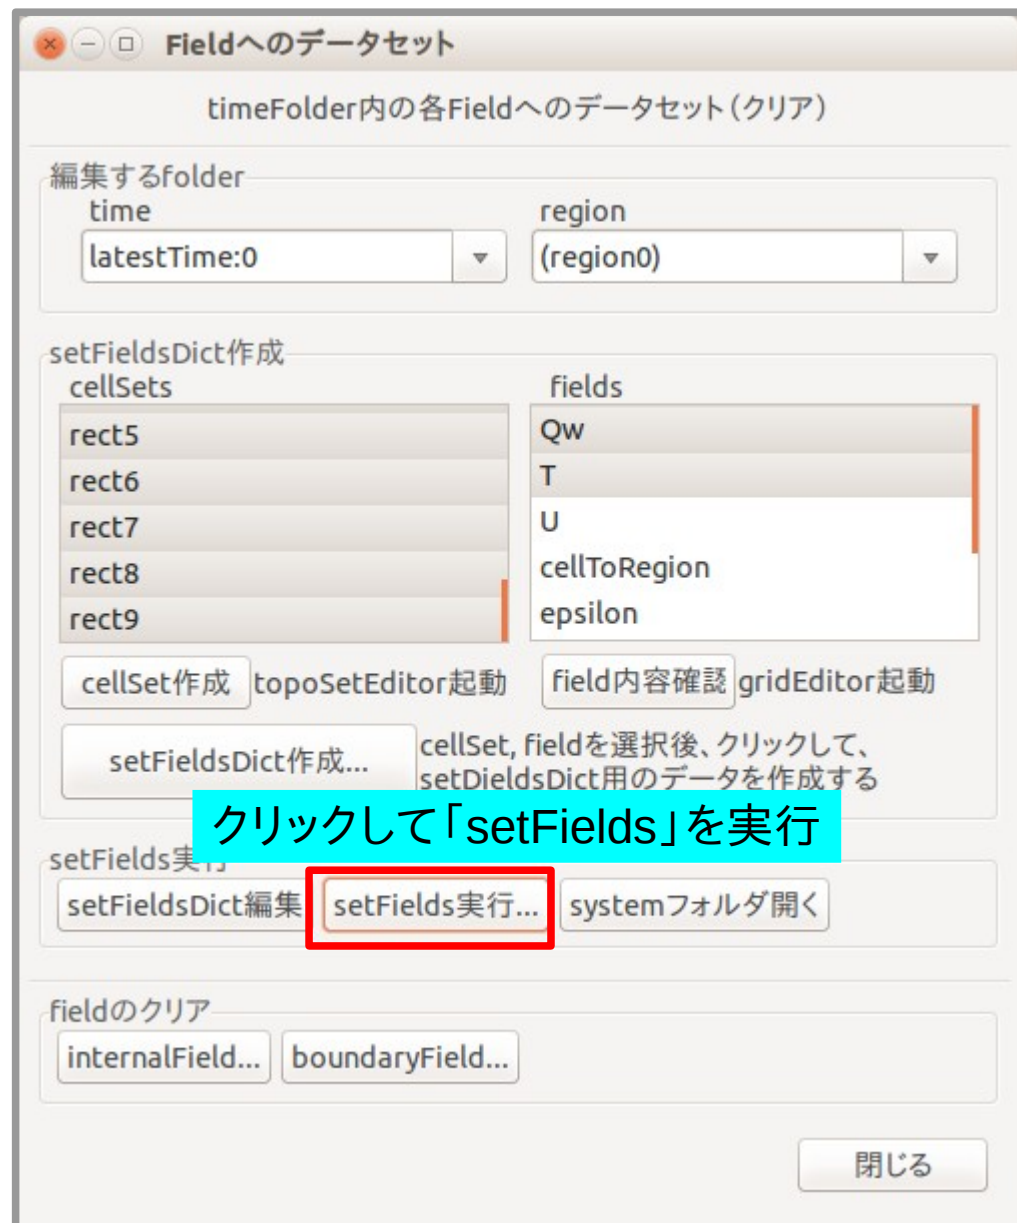 Fieldへのデータセット
timeFolder内の各Fieldへのデータセット(クリア)
編集するfolder
time
region
latestTime:0
(region0)
setFieldsDict作成
cellSets
fields
rect5
rect6
rect7
rect8
rect9
Qw
T
U
cellToRegion
epsilon
cellSet作成
topoSetEditor起動
field内容確認
gridEditor起動
setFieldsDict作成...
cellSet, fieldを選択後、クリックして、
setDieldsDict用のデータを作成する
クリックして「setFields」を実行
setFields実行
setFieldsDict編集
setFields実行...
systemフォルダ開く
fieldのクリア
internalField...
boundaryField...
閉じる